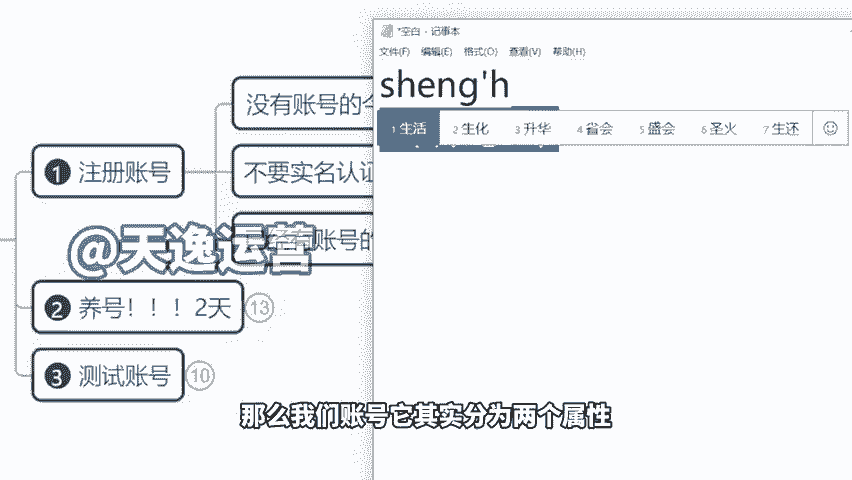 没有账号的
1 注册账号
不要实名认证
已经有账号的
@天逸运营
2 养号！！！2天 13
3 测试账号 10
*空白 - 记事本
文件(F) 编辑(E) 格式(O) 查看(V) 帮助(H)
sheng'h
1 生活 2 生化 3 升华 4 省会 5 盛会 6 圣火 7 生还
那么我们账号它其实分为两个属性